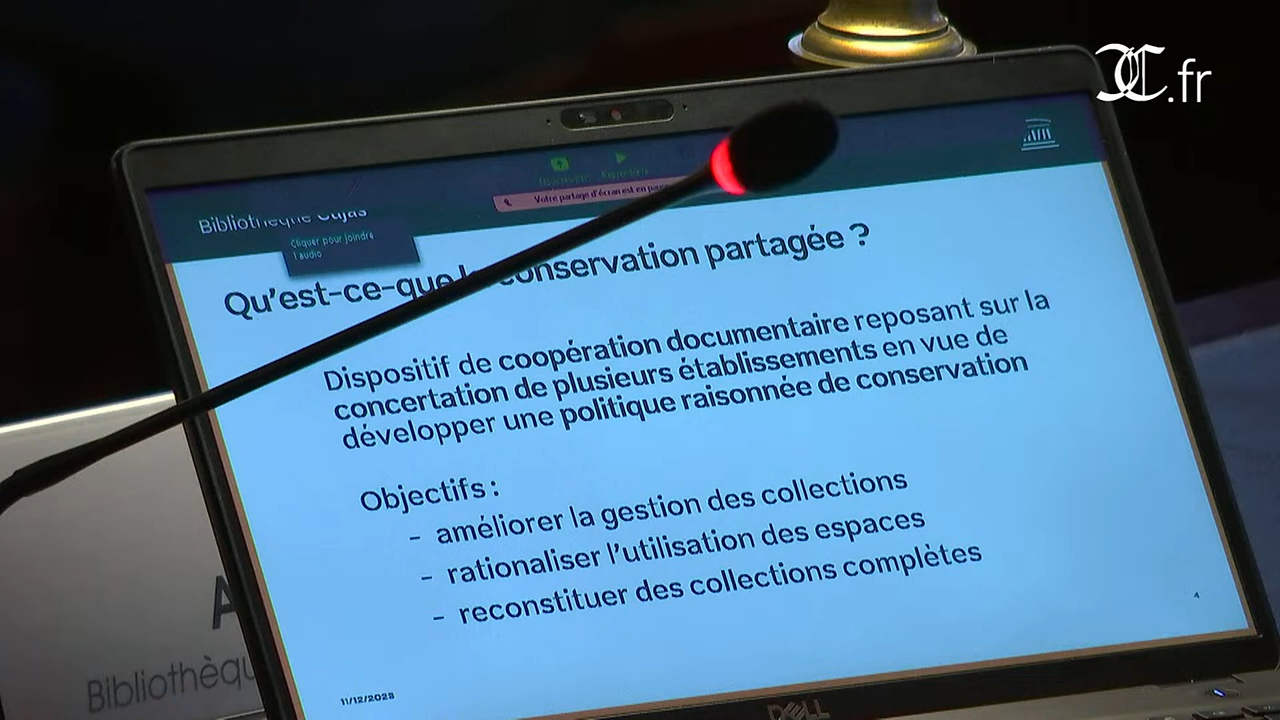 .fr
Votre partage d'écran est en
Bibliothèque Cujas
Cliquer pour joindre
l'audio
Qu'est-ce-que la conservation partagée ?
Dispositif de coopération documentaire reposant sur la
concertation de plusieurs établissements en vue de
développer une politique raisonnée de conservation
Objectifs :
- améliorer la gestion des collections
- rationaliser l'utilisation des espaces
- reconstituer des collections complètes
4
11/12/2023
A
Bibliothèqu
DELL